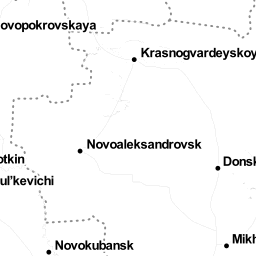 ovopokrovskaya
Krasnogvardeyskoy
Novoaleksandrovsk
otkin
Donsk
ul'kevichi
Mikh
Novokubansk